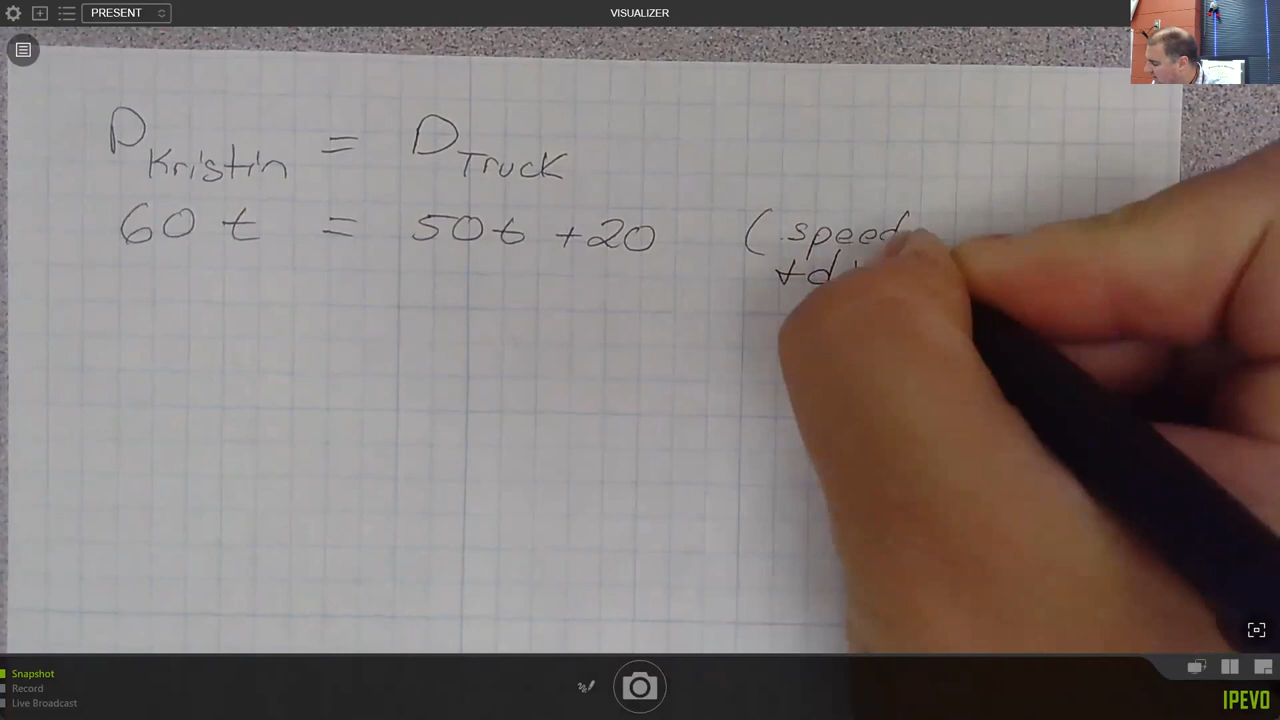 PRESENT
VISUALIZER
D Kristin = D Truck
60 t = 50t +20 (speed
Snapshot
Record
Live Broadcast
IPEVO